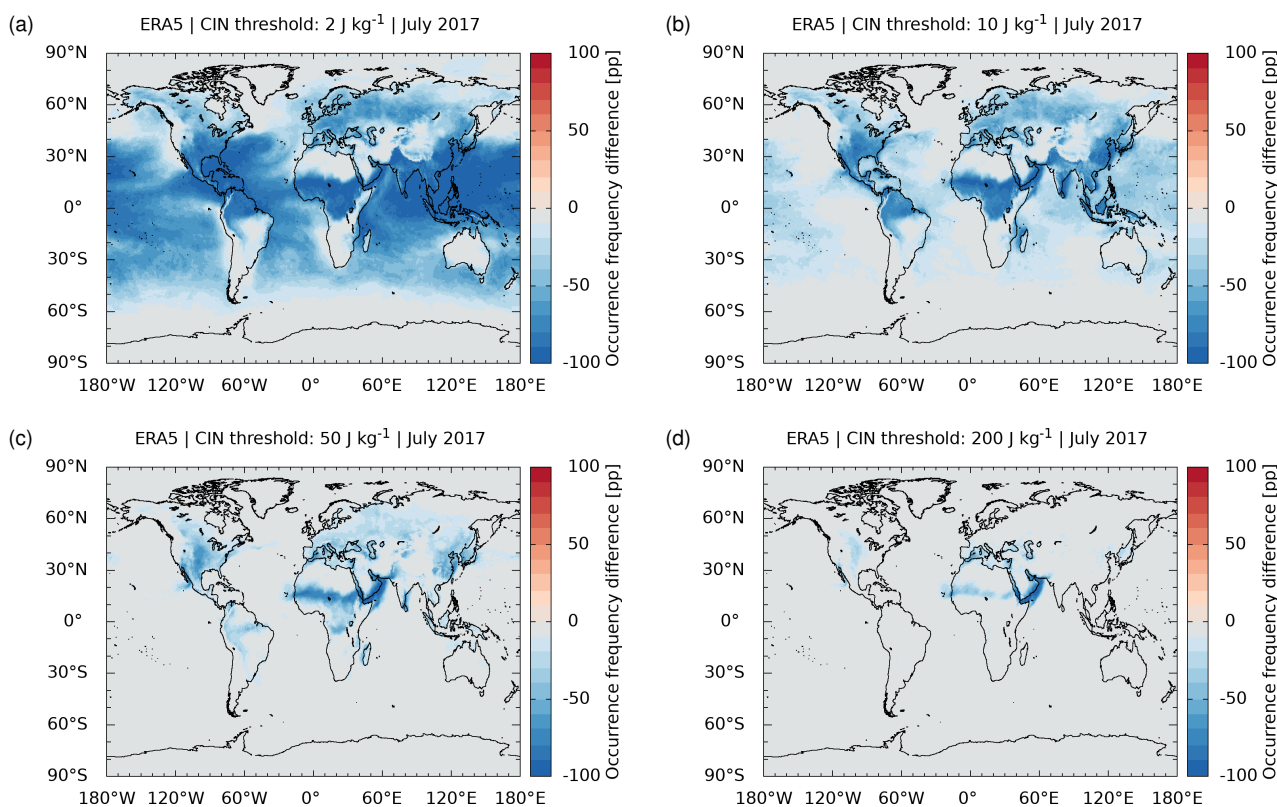 (a) ERA5 | CIN threshold: 2 J kg-1 | July 2017
90°N
60°N
30°N
0°
30°S
60°S
90°S
180°W 120°W 60°W 0° 60°E 120°E 180°E
100
50
0
-50
-100
Occurrence frequency difference [pp]
(b) ERA5 | CIN threshold: 10 J kg-1 | July 2017
90°N
60°N
30°N
0°
30°S
60°S
90°S
180°W 120°W 60°W 0° 60°E 120°E 180°E
100
50
0
-50
-100
Occurrence frequency difference [pp]
(c) ERA5 | CIN threshold: 50 J kg-1 | July 2017
90°N
60°N
30°N
0°
30°S
60°S
90°S
180°W 120°W 60°W 0° 60°E 120°E 180°E
100
50
0
-50
-100
Occurrence frequency difference [pp]
(d) ERA5 | CIN threshold: 200 J kg-1 | July 2017
90°N
60°N
30°N
0°
30°S
60°S
90°S
180°W 120°W 60°W 0° 60°E 120°E 180°E
100
50
0
-50
-100
Occurrence frequency difference [pp]